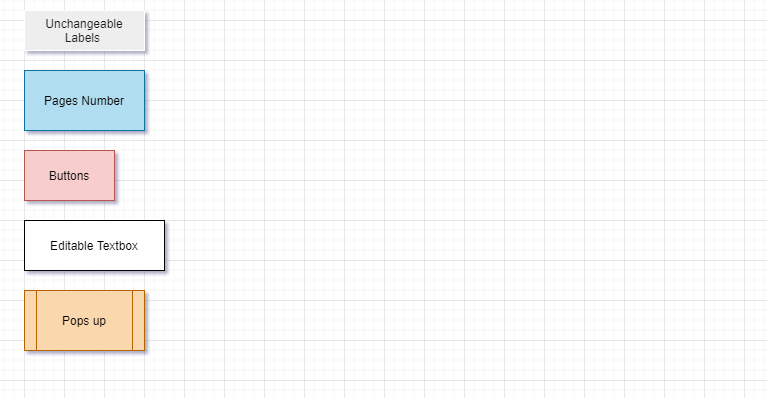 Unchangeable
Labels
Pages Number
Buttons
Editable Textbox
Pops up